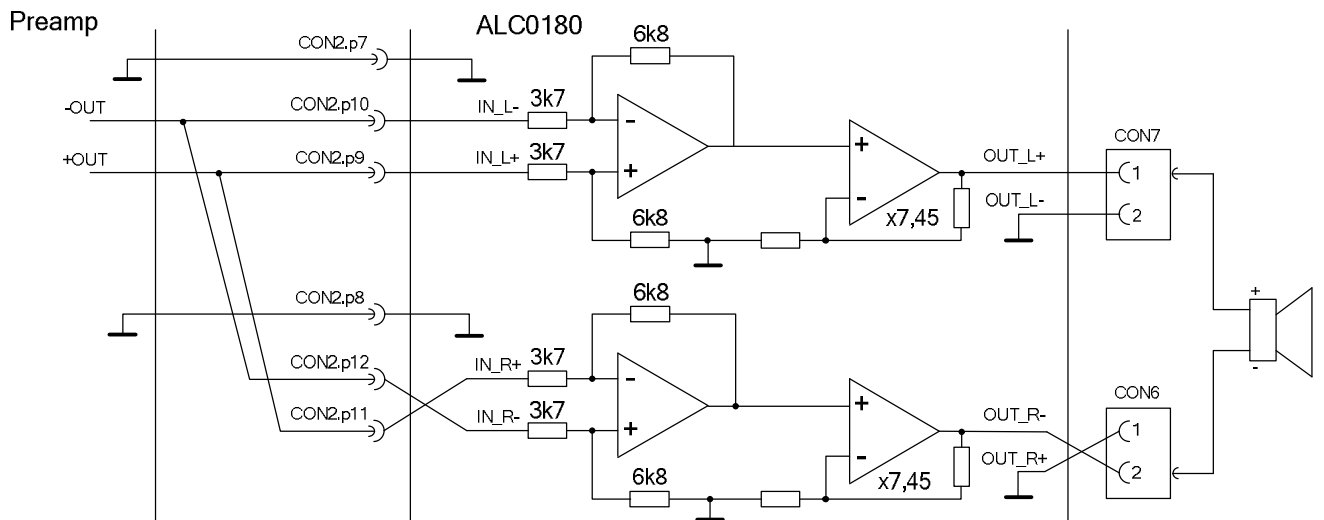 Preamp
ALC0180
CON2.p7
6k8
-OUT
CON2.p10
IN_L-
3k7
-
+OUT
CON2.p9
IN_L+
3k7
+
+
-
x7,45
6k8
OUT_L+
OUT_L-
CON7
1
2
CON2.p8
6k8
+
-
CON2.p12
IN_R+
3k7
-
CON2.p11
IN_R-
3k7
+
+
-
x7,45
6k8
OUT_R-
OUT_R+
CON6
1
2